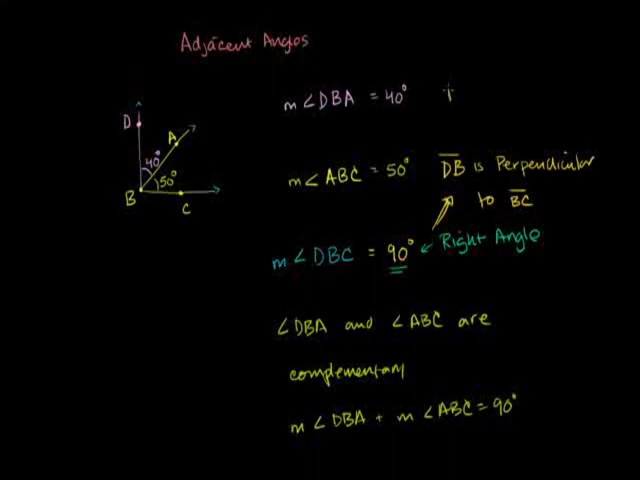 Adjacent Angles
m∠DBA = 40°
D
A
40°
50°
B
C
m∠ABC = 50° DB is Perpendicular
to BC
m∠DBC = 90° ← Right Angle
∠DBA and ∠ABC are
complementary
m∠DBA + m∠ABC = 90°